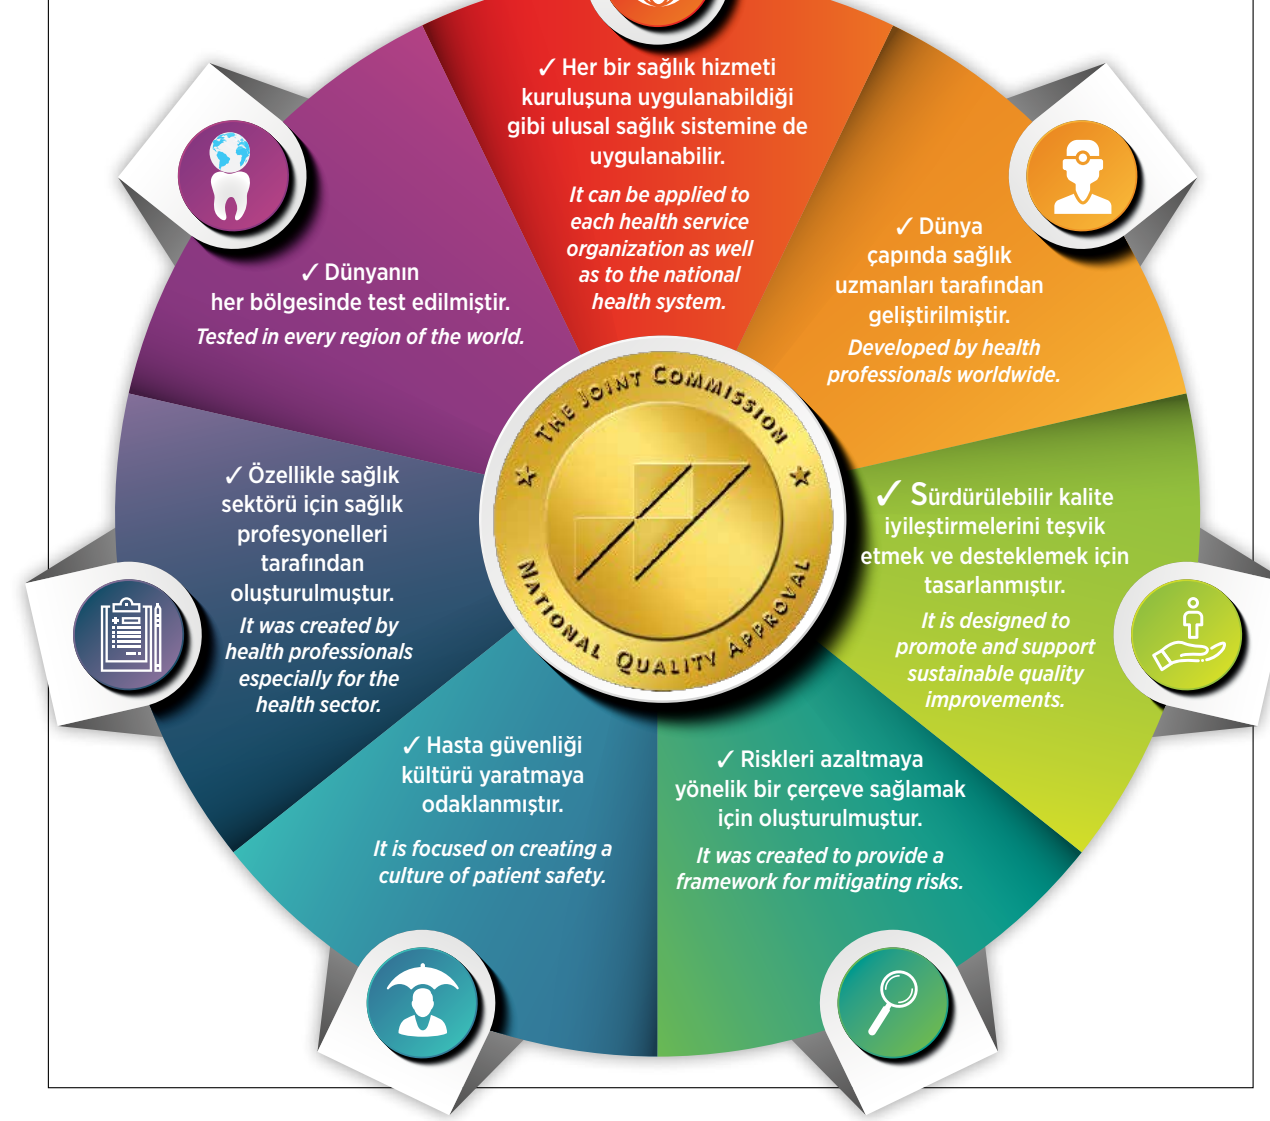 ✓ Her bir sağlık hizmeti
kuruluşuna uygulanabildiği
gibi ulusal sağlık sistemine de
uygulanabilir.
It can be applied to
each health service
organization as well
as to the national
health system.
✓ Dünya
çapında sağlık
uzmanları tarafından
geliştirilmiştir.
Developed by health
professionals worldwide.
✓ Sürdürülebilir kalite
iyileştirmelerini teşvik
etmek ve desteklemek için
tasarlanmıştır.
It is designed to
promote and support
sustainable quality
improvements.
✓ Riskleri azaltmaya
yönelik bir çerçeve sağlamak
için oluşturulmuştur.
It was created to provide a
framework for mitigating risks.
✓ Hasta güvenliği
kültürü yaratmaya
odaklanmıştır.
It is focused on creating a
culture of patient safety.
✓ Özellikle sağlık
sektörü için sağlık
profesyonelleri
tarafından
oluşturulmuştur.
It was created by
health professionals
especially for the
health sector.
✓ Dünyanın
her bölgesinde test edilmiştir.
Tested in every region of the world.
THE JOINT COMMISSION
NATIONAL QUALITY APPROVAL